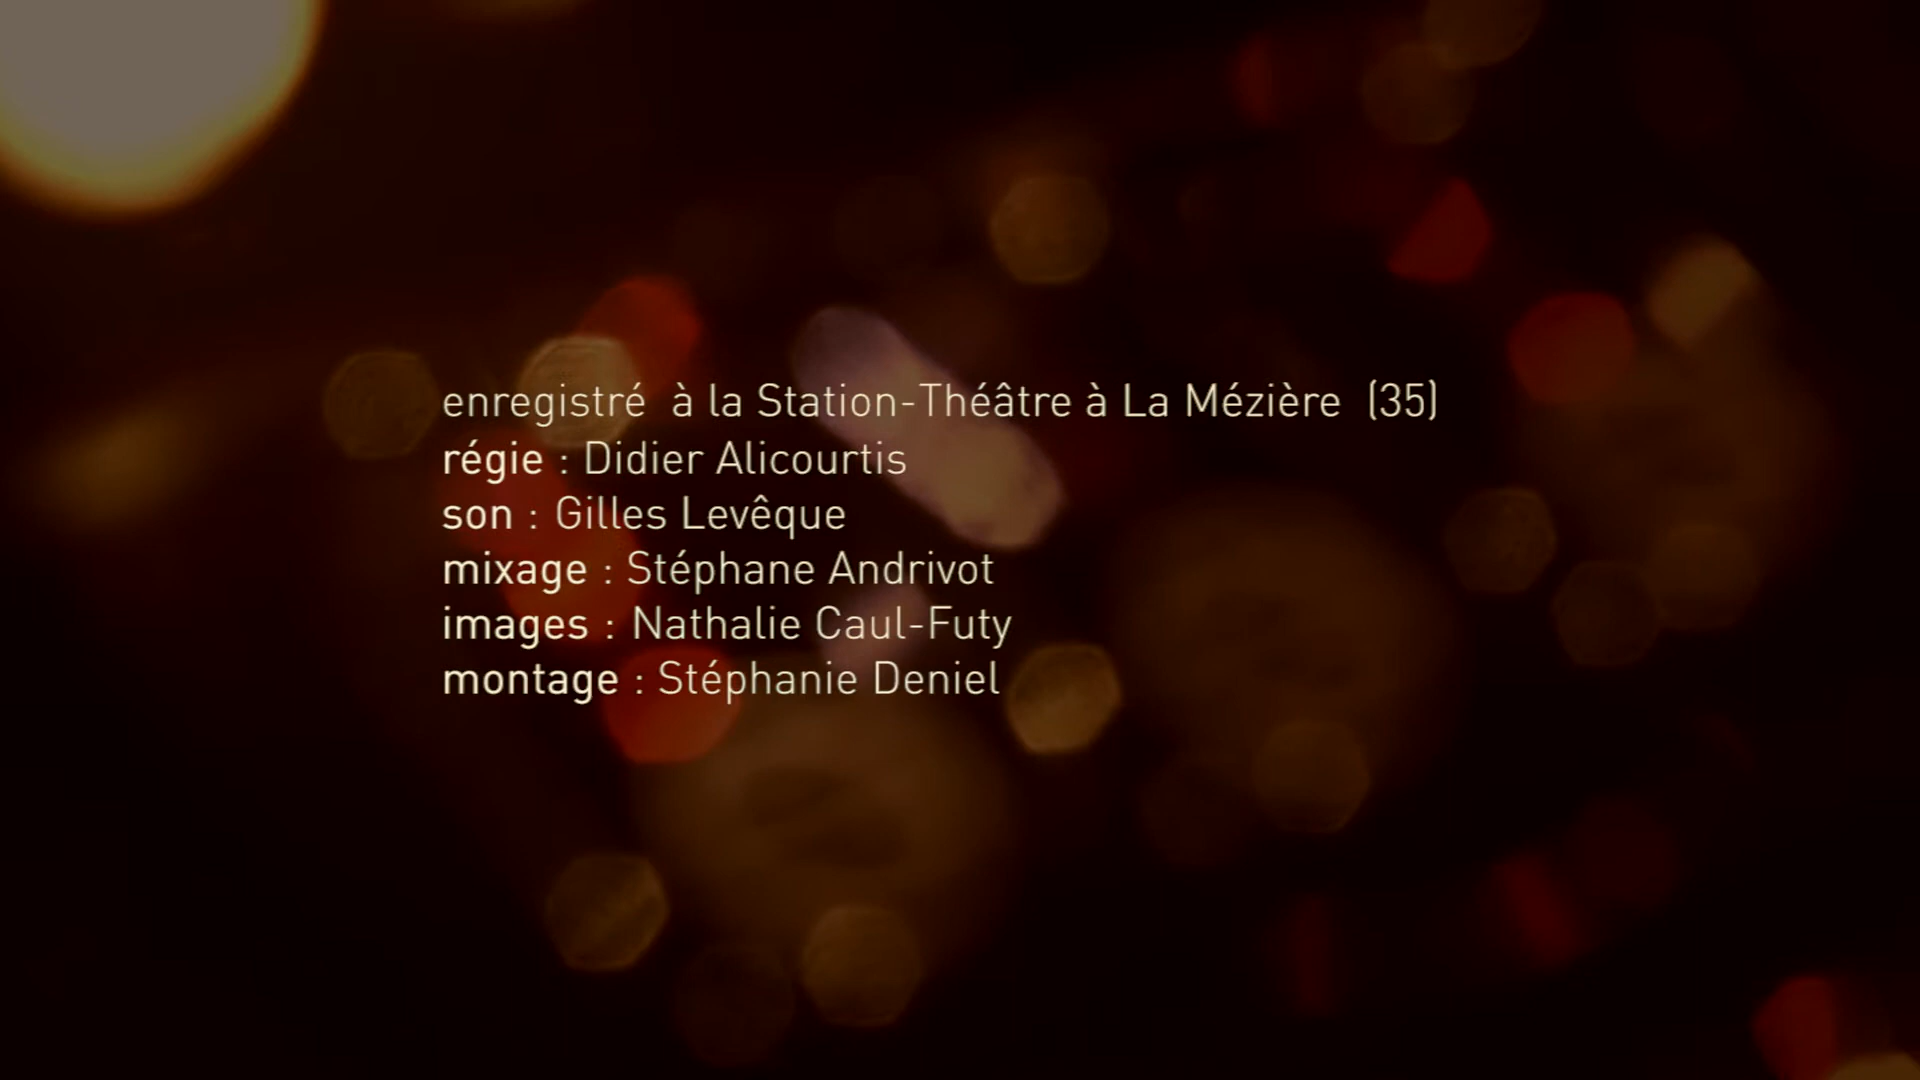 enregistré à la Station-Théâtre à La Mézière (35)
régie : Didier Alicourtis
son : Gilles Levêque
mixage : Stéphane Andrivot
images : Nathalie Caul-Futy
montage : Stéphanie Deniel